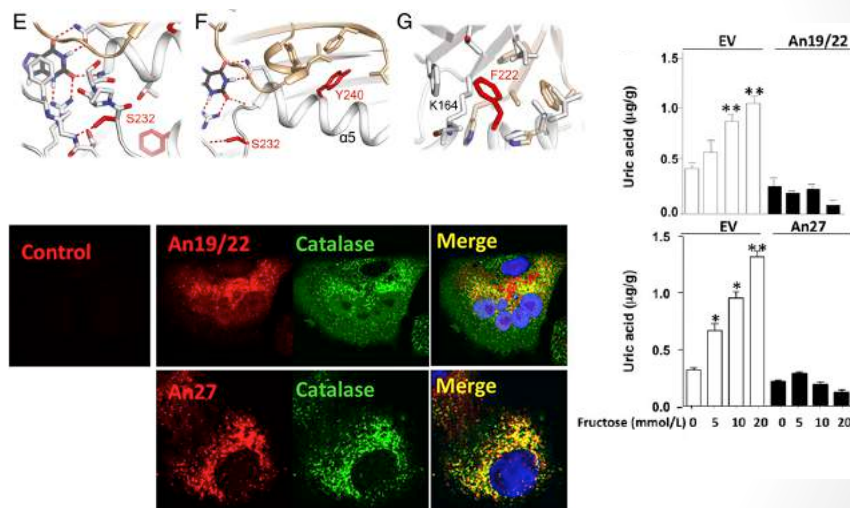 E
F
G
S232
S232
Y240
α5
K164
F222
Control
An19/22
Catalase
Merge
An27
Catalase
Merge
EV
An19/22
Uric acid (µg/g)
1.5
1.0
0.5
0.0
**
**
EV
An27
Uric acid (µg/g)
1.5
1.0
0.5
0.0
*
*
**
Fructose (mmol/L)
0
5
10
20
0
5
10
20